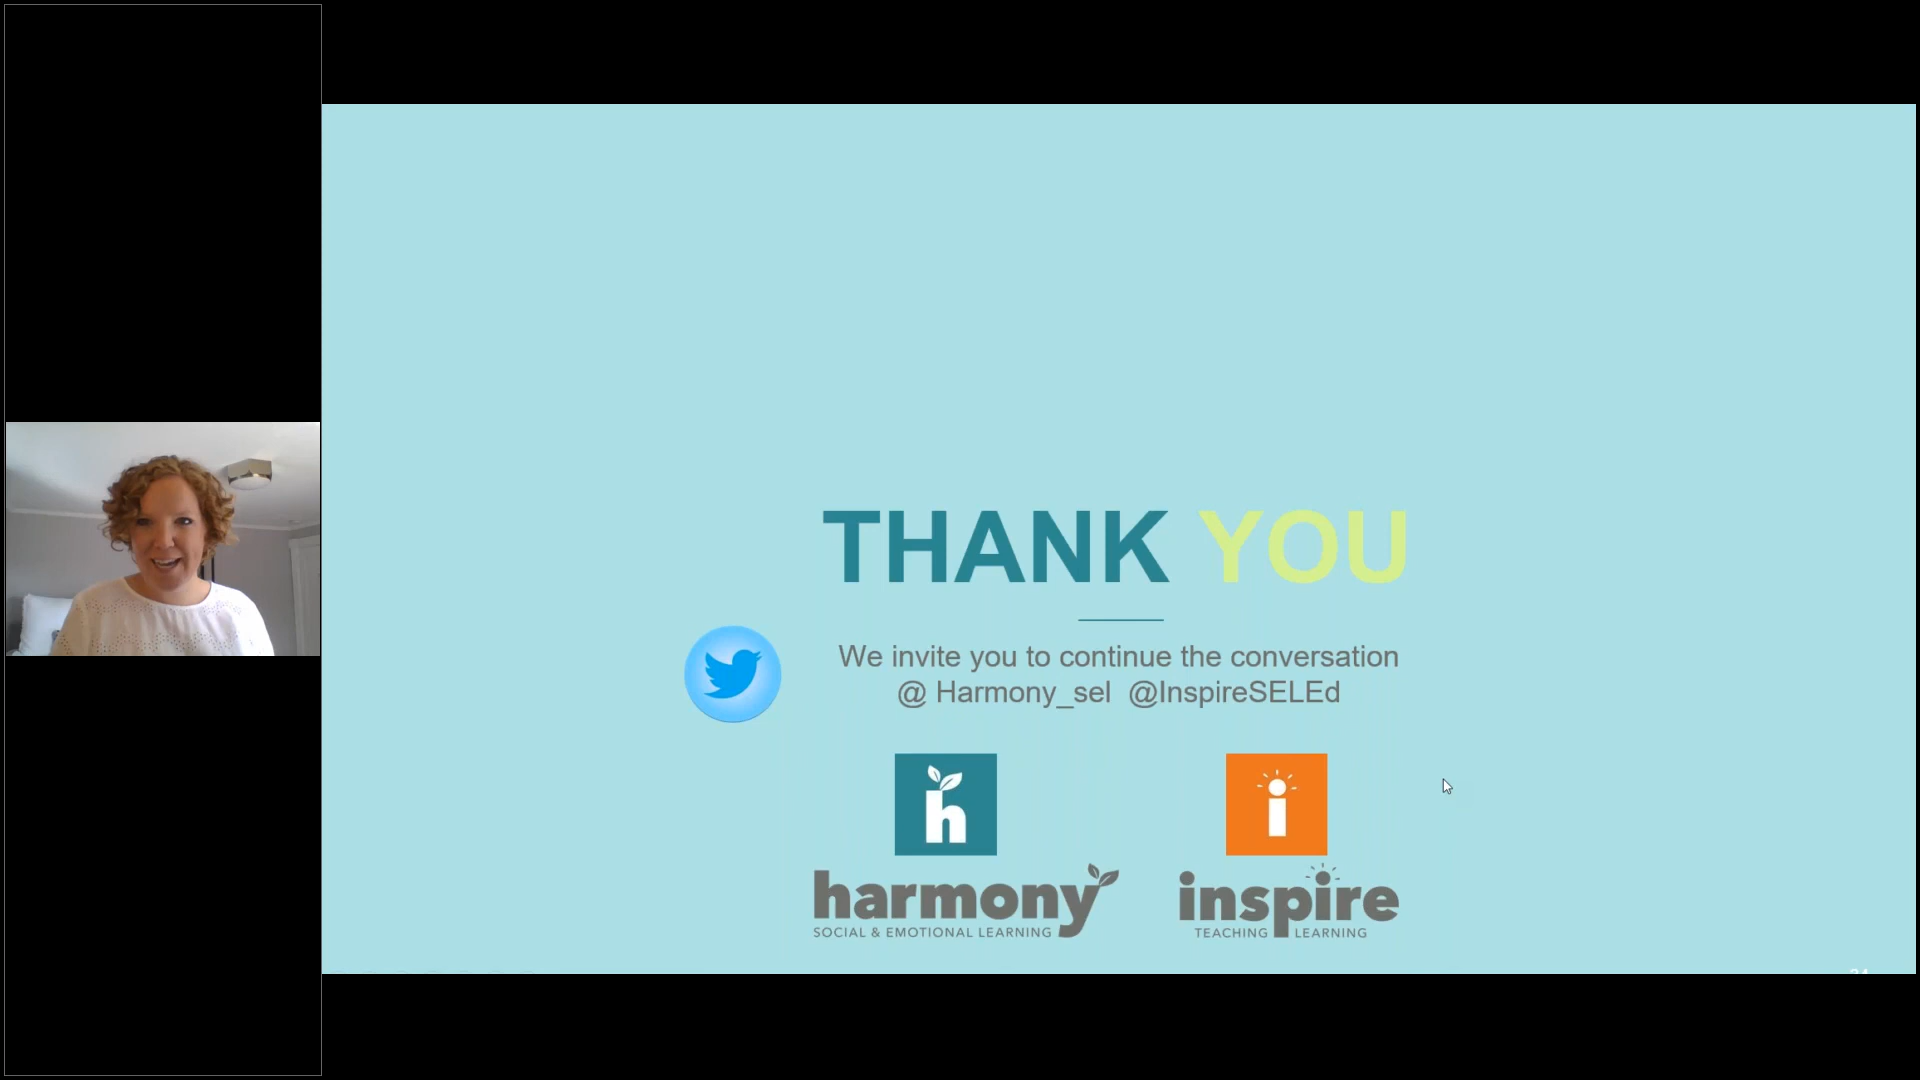 THANK YOU
We invite you to continue the conversation
@ Harmony_sel @InspireSELEd
h
i
harmony
SOCIAL & EMOTIONAL LEARNING
inspire
TEACHING LEARNING